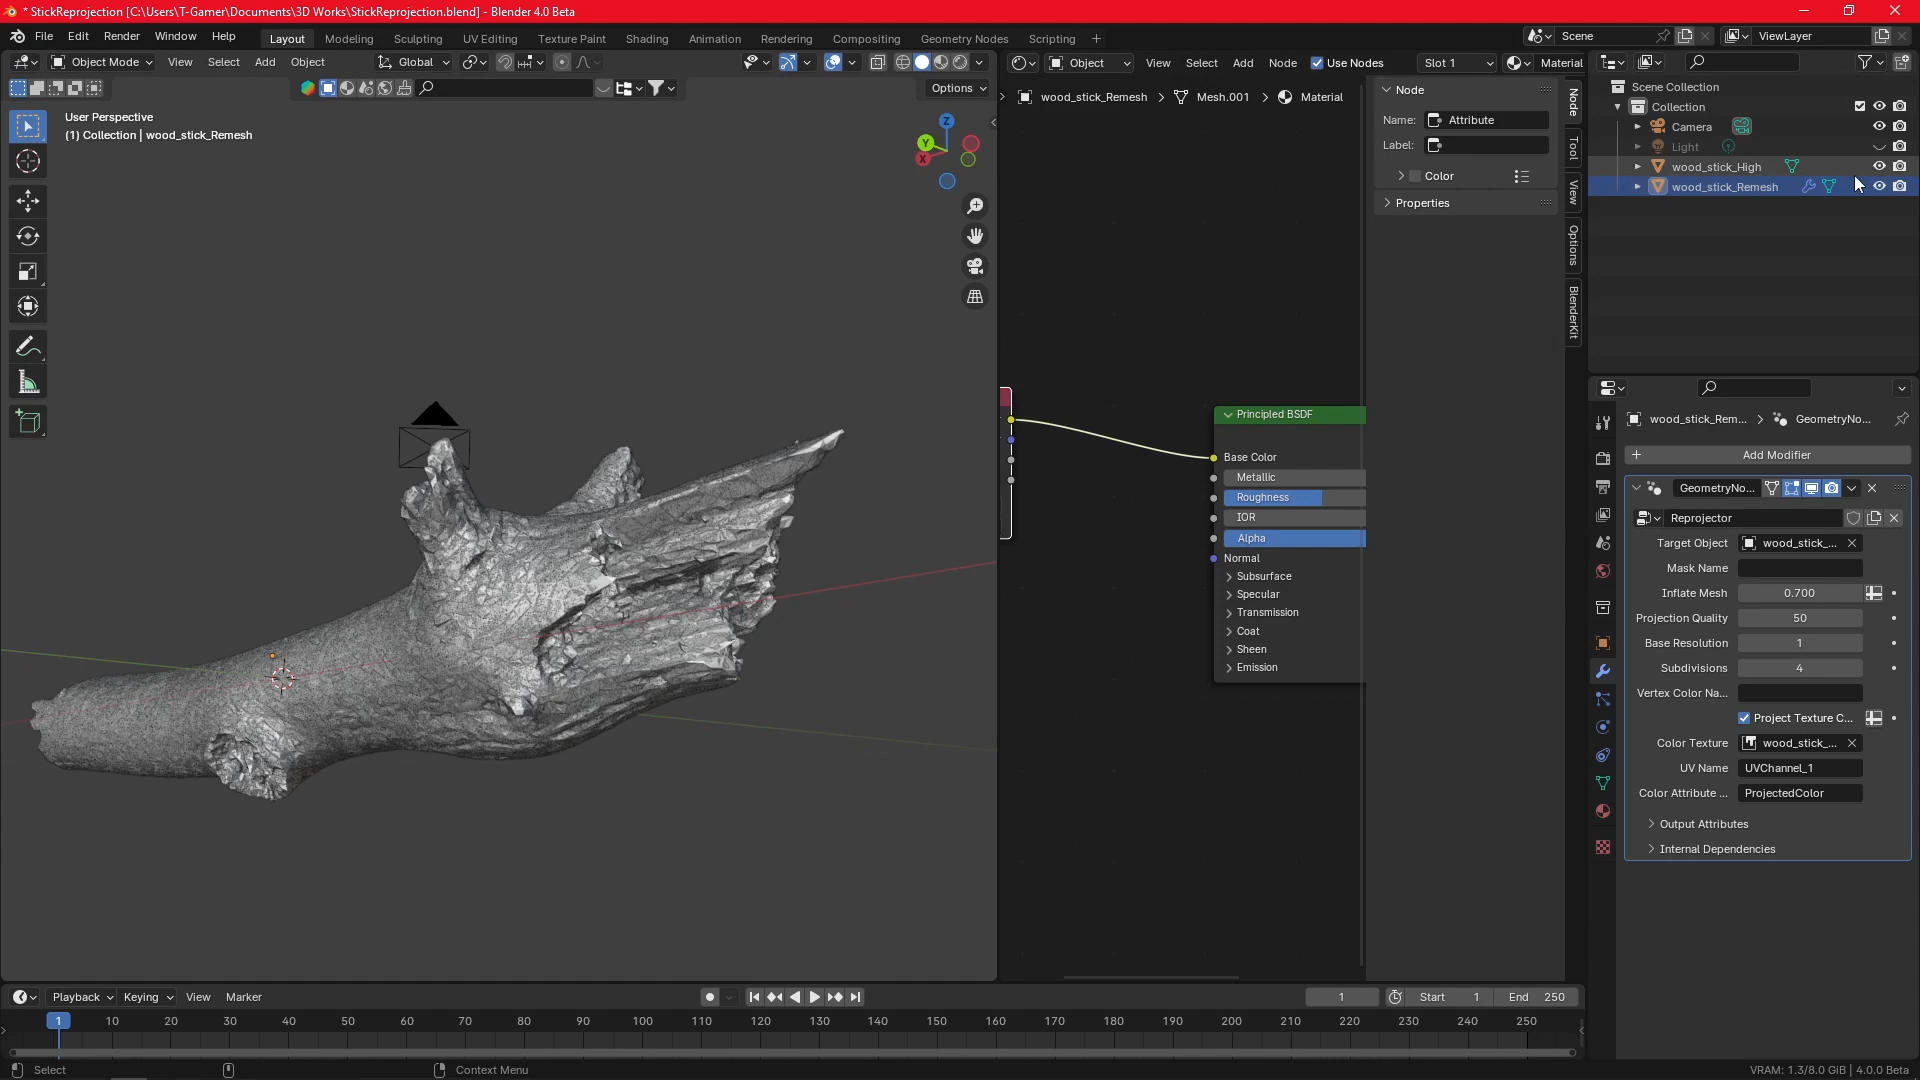 * StickReprojection [C:\Users\T-Gamer\Documents\3D Works\StickReprojection.blend] - Blender 4.0 Beta
File Edit Render Window Help
Layout Modeling Sculpting UV Editing Texture Paint Shading Animation Rendering Compositing Geometry Nodes Scripting +
Scene ViewLayer
Object Mode View Select Add Object Global
Object View Select Add Node Use Nodes Slot 1 Material
Options
User Perspective
(1) Collection | wood_stick_Remesh
Z
Y
X
wood_stick_Remesh > Mesh.001 > Material
Principled BSDF
Base Color
Metallic
Roughness
IOR
Alpha
Normal
Subsurface
Specular
Transmission
Coat
Sheen
Emission
Node
Name: Attribute
Label:
Color
Properties
Node
Tool
View
Options
BlenderKit
Scene Collection
Collection
Camera
Light
wood_stick_High
wood_stick_Remesh
wood_stick_Rem... > GeometryNo...
+ Add Modifier
GeometryNo...
Reprojector
Target Object wood_stick_...
Mask Name
Inflate Mesh 0.700
Projection Quality 50
Base Resolution 1
Subdivisions 4
Vertex Color Na...
Project Texture C...
Color Texture wood_stick_...
UV Name UVChannel_1
Color Attribute ... ProjectedColor
Output Attributes
Internal Dependencies
Playback Keying View Marker
1 Start 1 End 250
1 10 20 30 40 50 60 70 80 90 100 110 120 130 140 150 160 170 180 190 200 210 220 230 240 250
Select Context Menu
VRAM: 1.3/8.0 GiB | 4.0.0 Beta